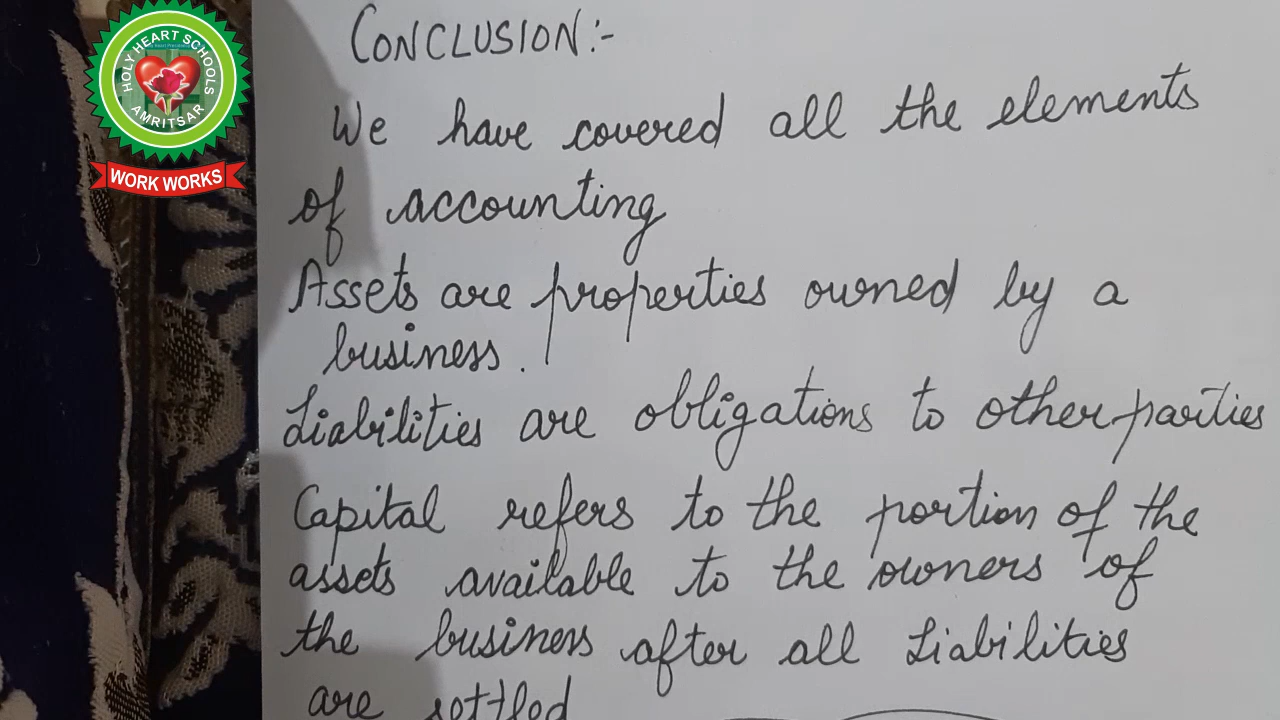 HOLY HEART SCHOOLS
AMRITSAR
WORK WORKS
CONCLUSION:-
We have covered all the elements
of accounting
Assets are properties owned by a
business.
Liabilities are obligations to other parties
Capital refers to the portion of the
assets available to the owners of
the business after all Liabilities
are settled